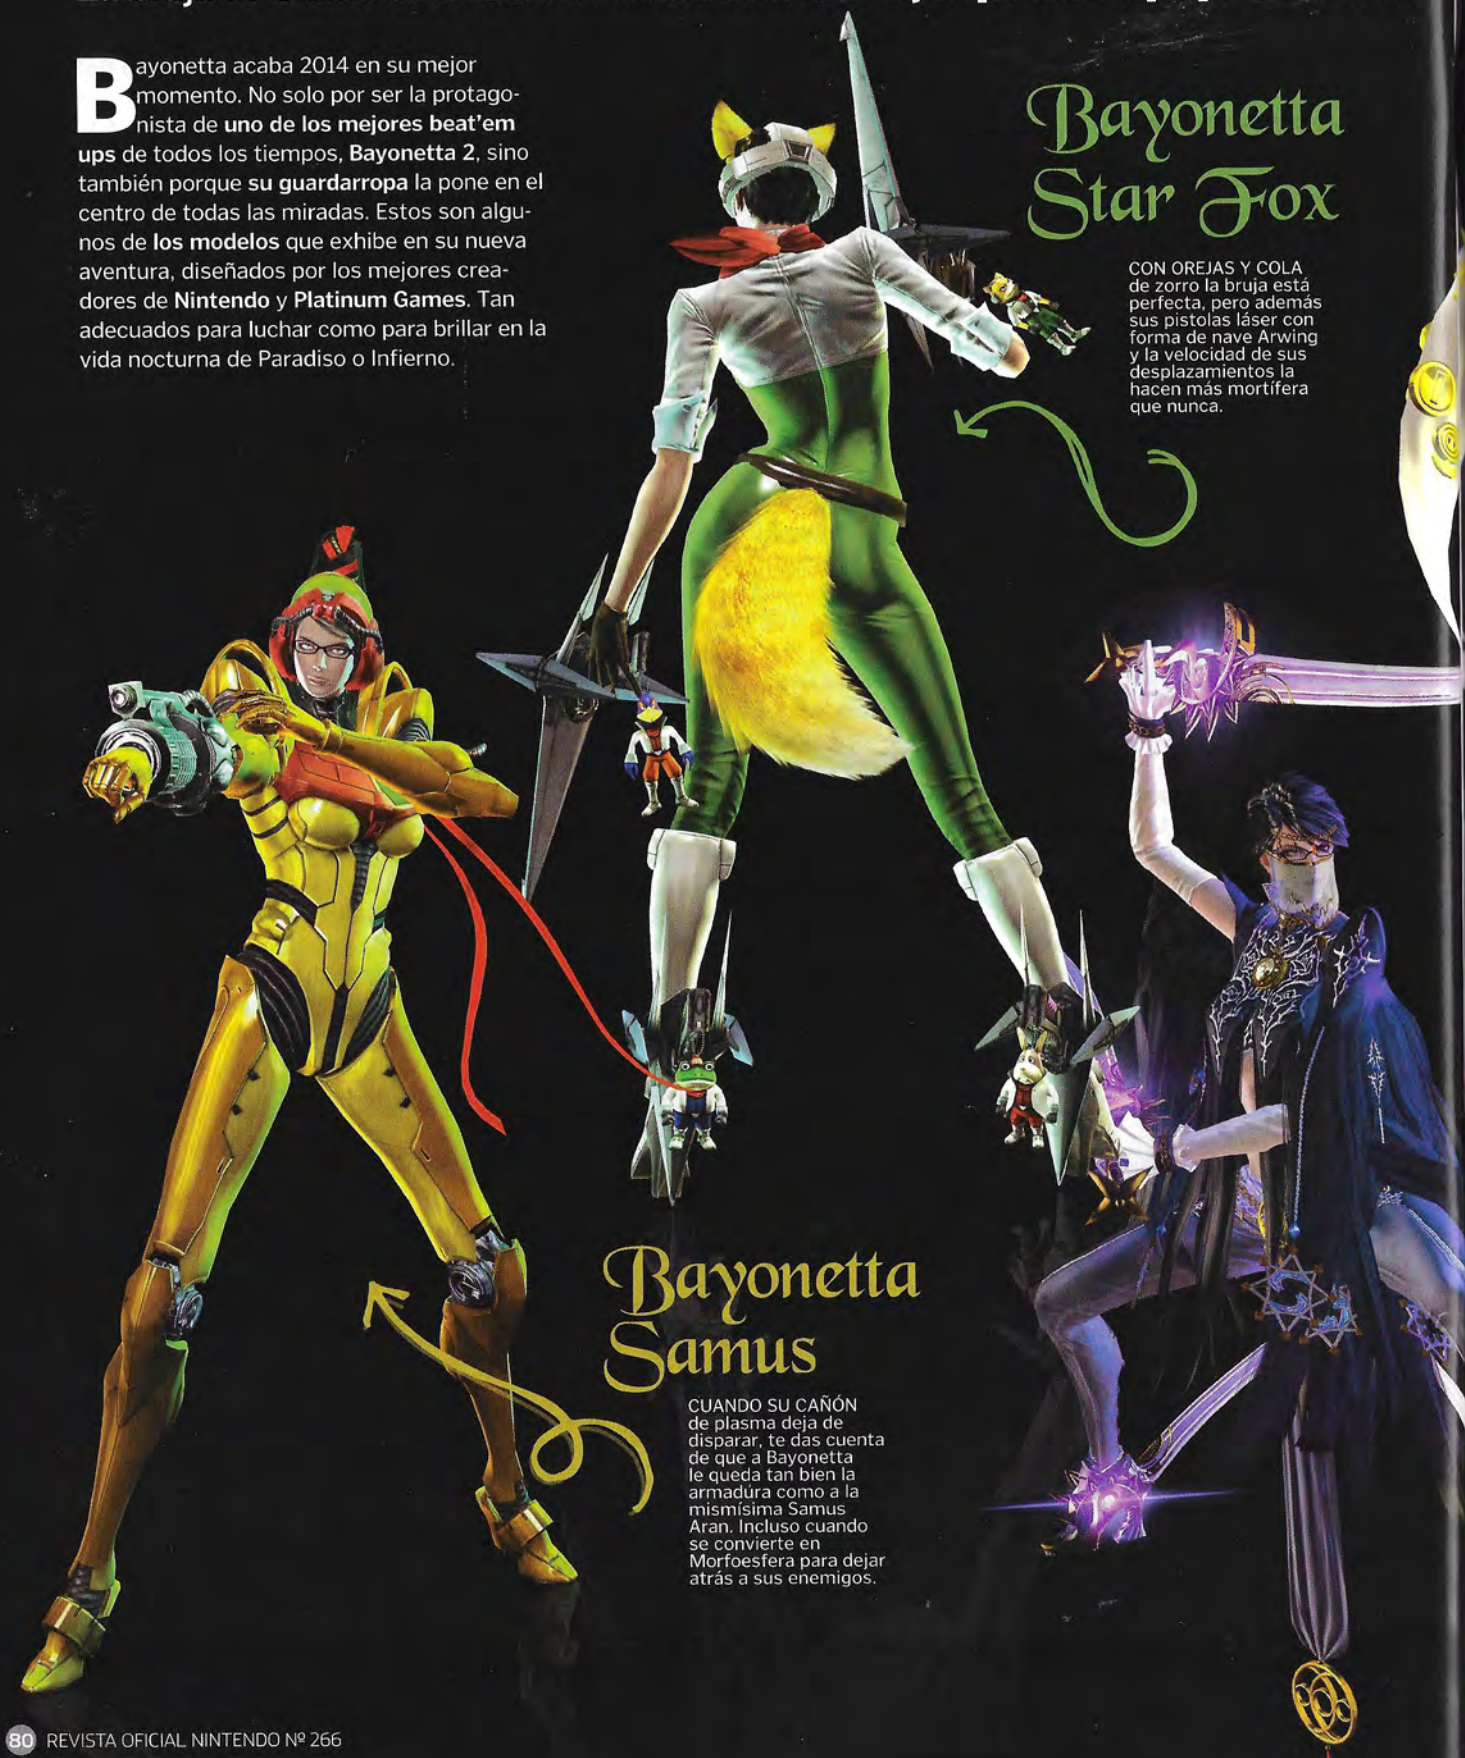 Bayonetta acaba 2014 en su mejor
momento. No solo por ser la protago-
nista de uno de los mejores beat'em
ups de todos los tiempos, Bayonetta 2, sino
también porque su guardarropa la pone en el
centro de todas las miradas. Estos son algu-
nos de los modelos que exhibe en su nueva
aventura, diseñados por los mejores crea-
dores de Nintendo y Platinum Games. Tan
adecuados para luchar como para brillar en la
vida nocturna de Paradiso o Infierno.
Bayonetta
Star Fox
CON OREJAS Y COLA
de zorro la bruja está
perfecta, pero además
sus pistolas láser con
forma de nave Arwing
y la velocidad de sus
desplazamientos la
hacen más mortífera
que nunca.
Bayonetta
Samus
CUANDO SU CAÑÓN
de plasma deja de
disparar, te das cuenta
de que a Bayonetta
le queda tan bien la
armadura como a la
mismísima Samus
Aran. Incluso cuando
se convierte en
Morfoesfera para dejar
atrás a sus enemigos.
80 REVISTA OFICIAL NINTENDO Nº 266